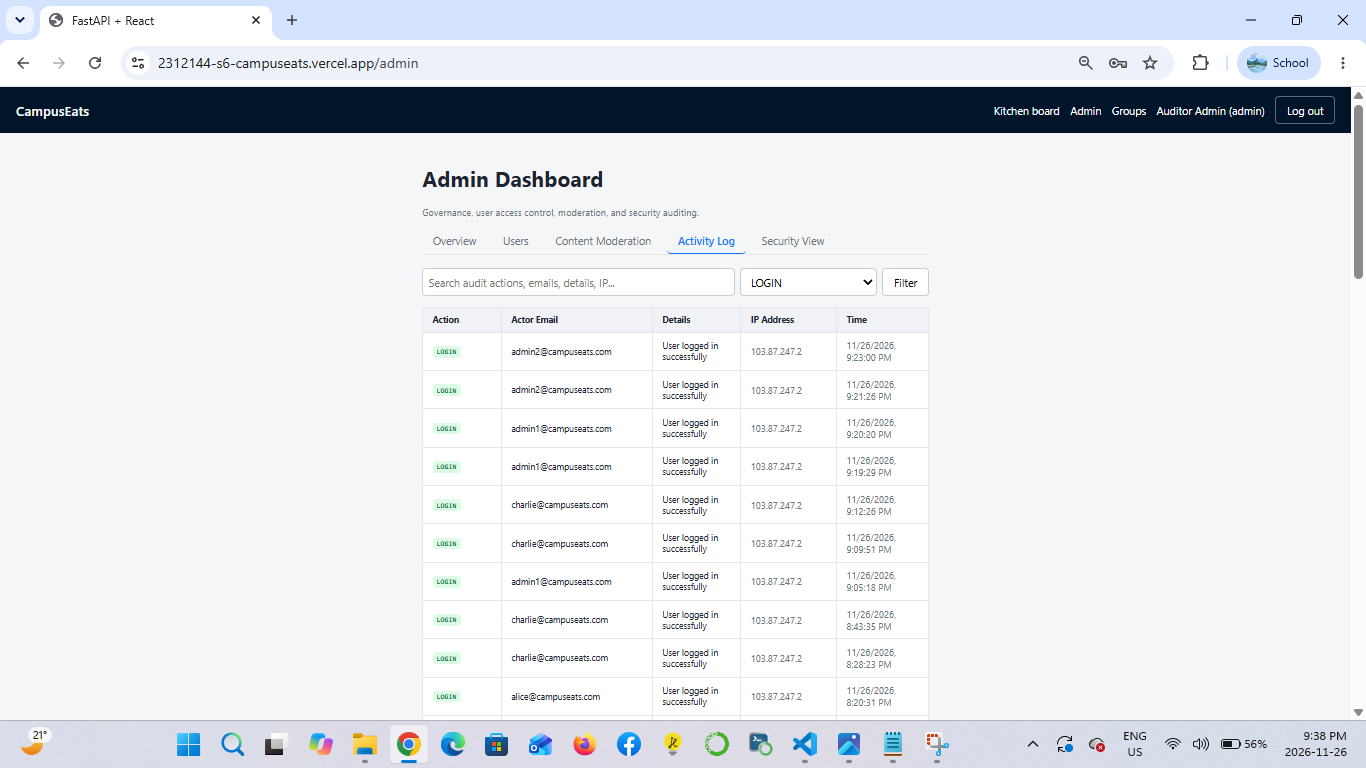 FastAPI + React
2312144-s6-campuseats.vercel.app/admin
School
CampusEats
Kitchen board Admin Groups Auditor Admin (admin) Log out
Admin Dashboard
Governance, user access control, moderation, and security auditing.
Overview Users Content Moderation Activity Log Security View
Search audit actions, emails, details, IP... LOGIN Filter
Action Actor Email Details IP Address Time
LOGIN admin2@campuseats.com User logged in successfully 103.87.247.2 11/26/2026, 9:23:00 PM
LOGIN admin2@campuseats.com User logged in successfully 103.87.247.2 11/26/2026, 9:21:26 PM
LOGIN admin1@campuseats.com User logged in successfully 103.87.247.2 11/26/2026, 9:20:20 PM
LOGIN admin1@campuseats.com User logged in successfully 103.87.247.2 11/26/2026, 9:19:29 PM
LOGIN charlie@campuseats.com User logged in successfully 103.87.247.2 11/26/2026, 9:12:26 PM
LOGIN charlie@campuseats.com User logged in successfully 103.87.247.2 11/26/2026, 9:09:51 PM
LOGIN admin1@campuseats.com User logged in successfully 103.87.247.2 11/26/2026, 9:05:18 PM
LOGIN charlie@campuseats.com User logged in successfully 103.87.247.2 11/26/2026, 8:43:35 PM
LOGIN charlie@campuseats.com User logged in successfully 103.87.247.2 11/26/2026, 8:28:23 PM
LOGIN alice@campuseats.com User logged in successfully 103.87.247.2 11/26/2026, 8:20:31 PM
21°
ENG
US
56%
9:38 PM
2026-11-26